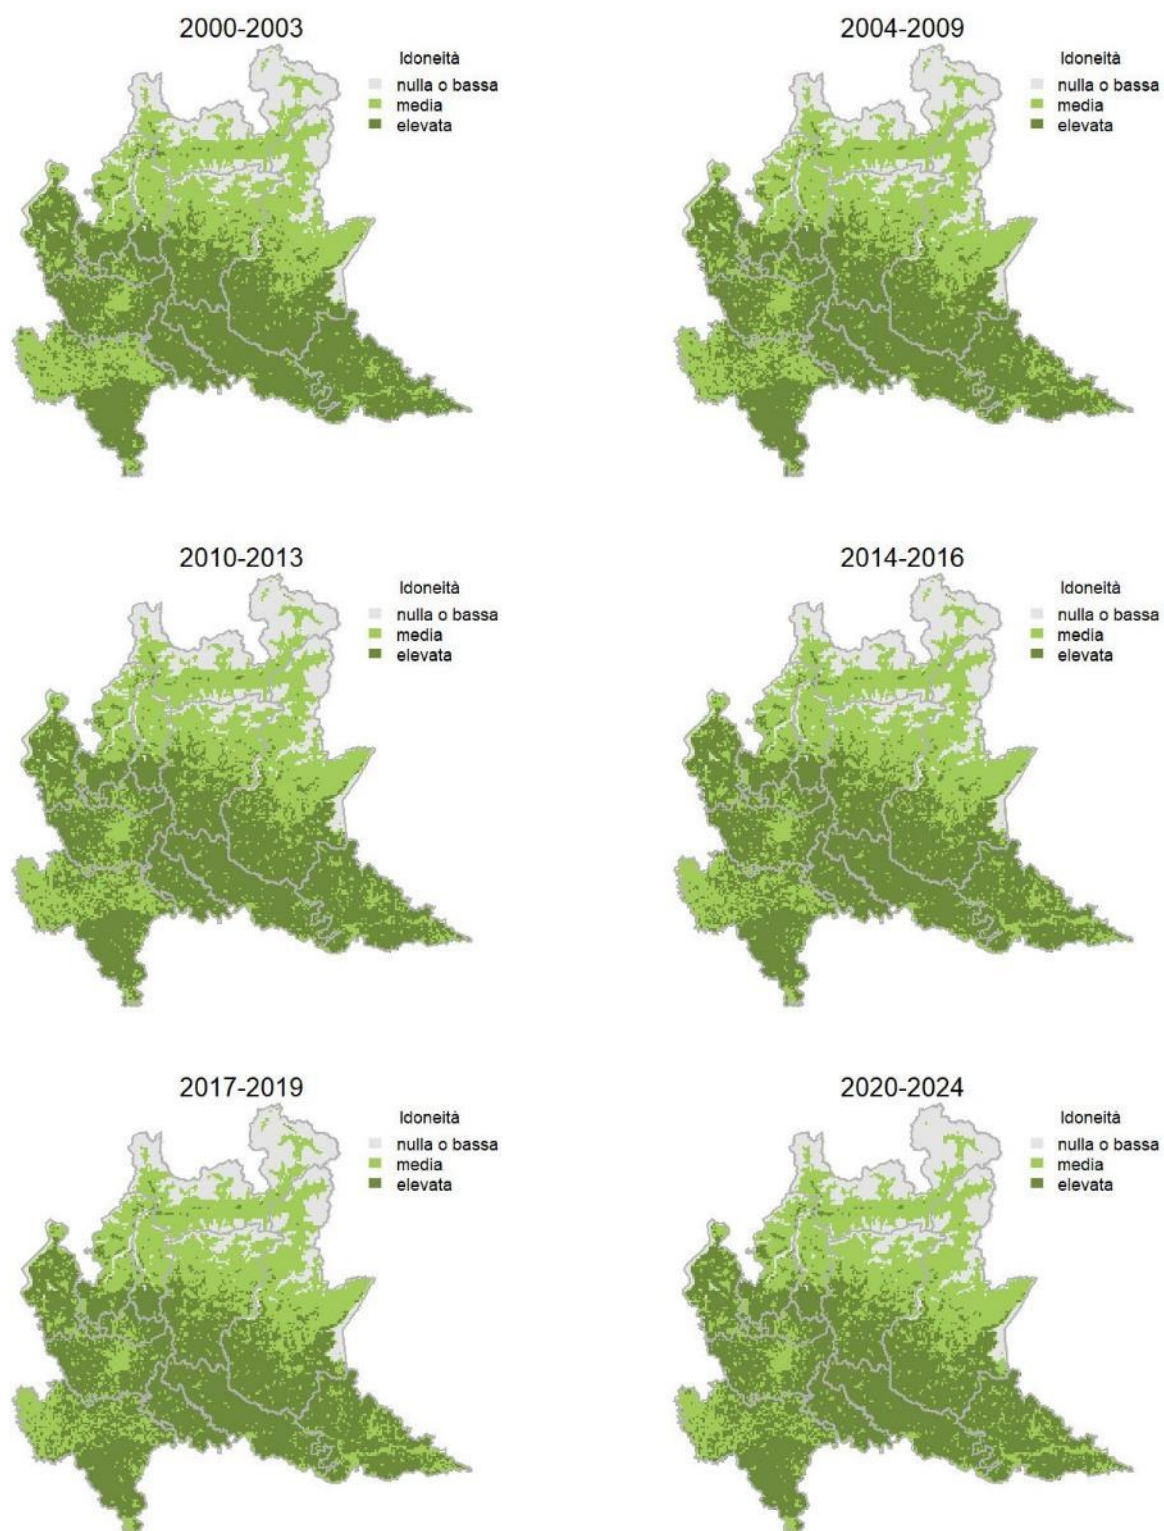 2000-2003
Idoneità
nulla o bassa
media
elevata
2004-2009
Idoneità
nulla o bassa
media
elevata
2010-2013
Idoneità
nulla o bassa
media
elevata
2014-2016
Idoneità
nulla o bassa
media
elevata
2017-2019
Idoneità
nulla o bassa
media
elevata
2020-2024
Idoneità
nulla o bassa
media
elevata